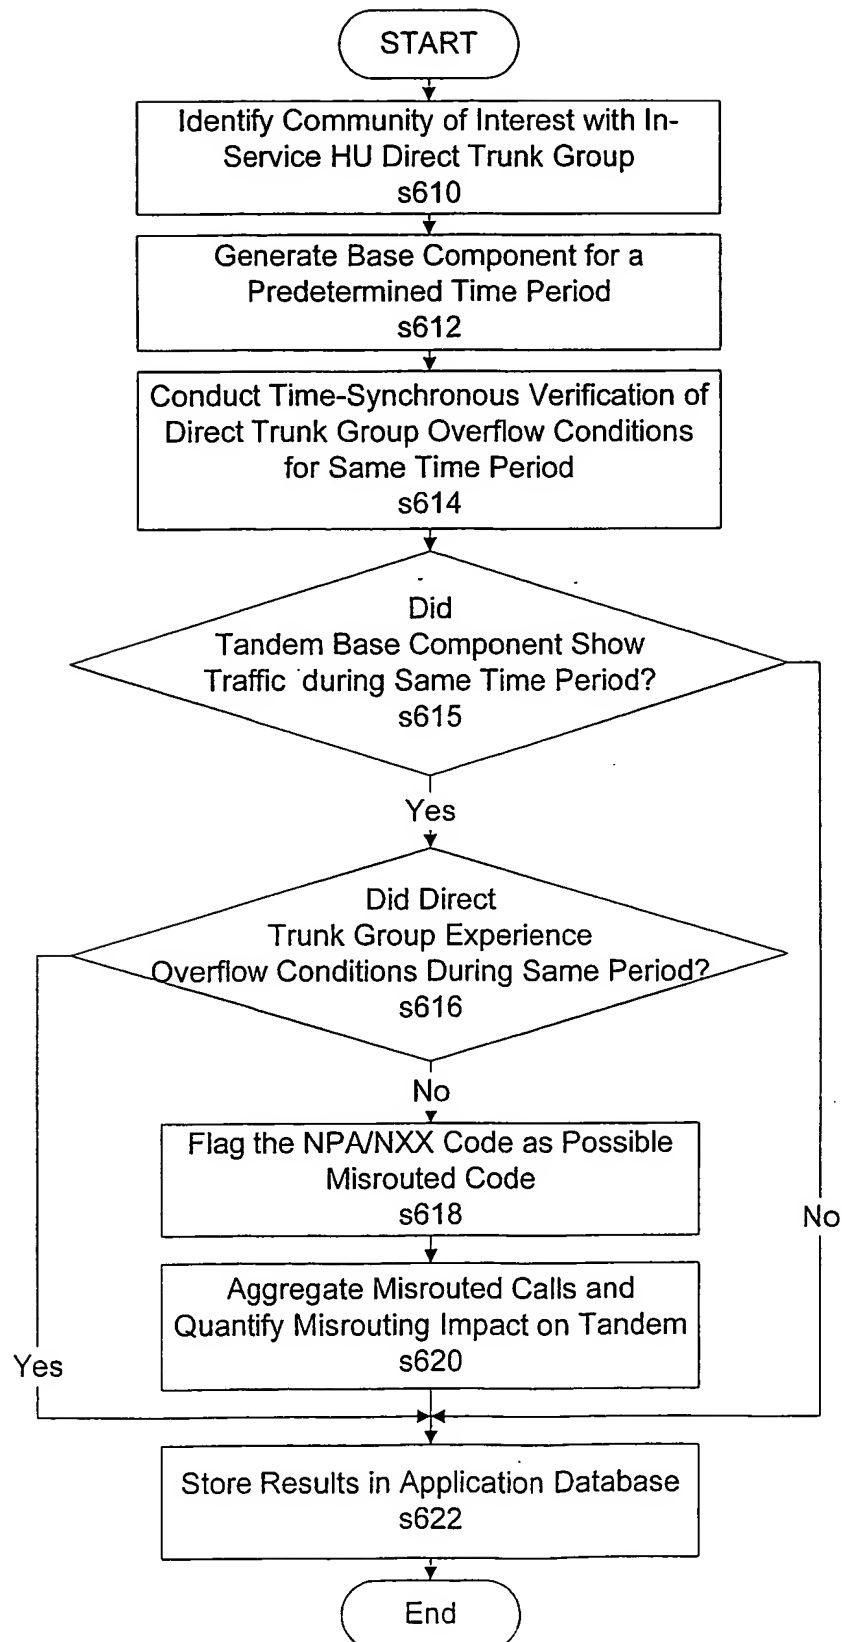 START
Identify Community of Interest with In-
Service HU Direct Trunk Group
s610
Generate Base Component for a
Predetermined Time Period
s612
Conduct Time-Synchronous Verification of
Direct Trunk Group Overflow Conditions
for Same Time Period
s614
Did
Tandem Base Component Show
Traffic during Same Time Period?
s615
Yes
Did Direct
Trunk Group Experience
Overflow Conditions During Same Period?
s616
No
Flag the NPA/NXX Code as Possible
Misrouted Code
s618
No
Aggregate Misrouted Calls and
Quantify Misrouting Impact on Tandem
s620
Yes
Store Results in Application Database
s622
End